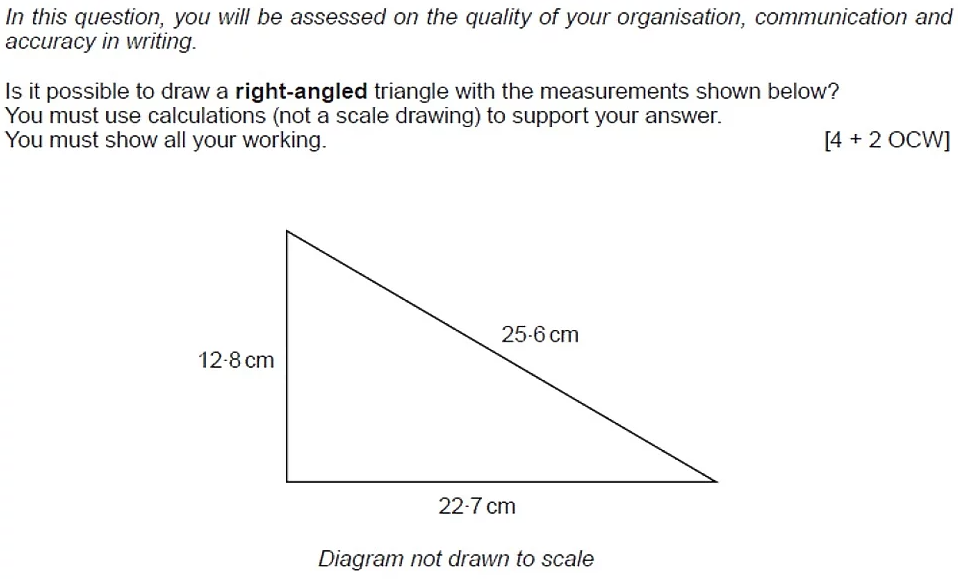 In this question, you will be assessed on the quality of your organisation, communication and
accuracy in writing.
Is it possible to draw a right-angled triangle with the measurements shown below?
You must use calculations (not a scale drawing) to support your answer.
You must show all your working. [4 + 2 OCW]
25·6 cm
12·8 cm
22·7 cm
Diagram not drawn to scale